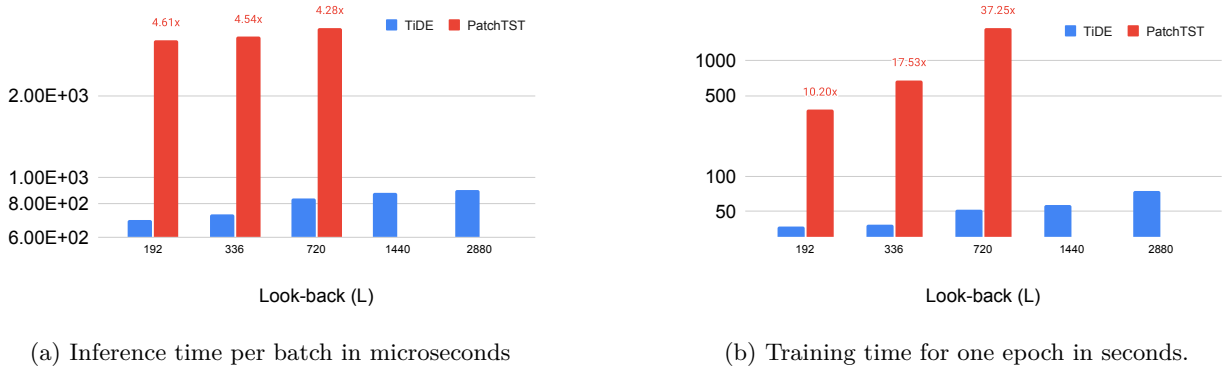 4.61x
4.54x
4.28x
TiDE
PatchTST
2.00E+03
1.00E+03
8.00E+02
6.00E+02
192
336
720
1440
2880
Look-back (L)
(a) Inference time per batch in microseconds
37.25x
17.53x
10.20x
TiDE
PatchTST
1000
500
100
50
192
336
720
1440
2880
Look-back (L)
(b) Training time for one epoch in seconds.